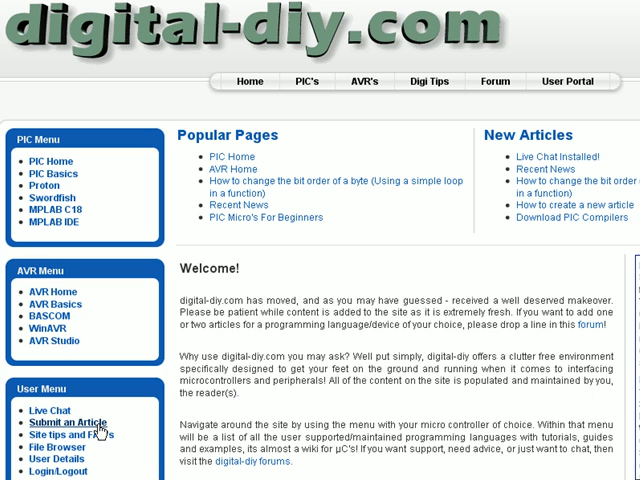 digital-diy.com
Home PIC's AVR's Digi Tips Forum User Portal
PIC Menu
PIC Home
PIC Basics
Proton
Swordfish
MPLAB C18
MPLAB IDE
AVR Menu
AVR Home
AVR Basics
BASCOM
WinAVR
AVR Studio
User Menu
Live Chat
Submit an Article
Site tips and
File Browser
User Details
Login/Logout
Popular Pages
PIC Home
AVR Home
How to change the bit order of a byte (Using a simple loop
in a function)
Recent News
PIC Micro's For Beginners
New Articles
Live Chat Installed!
Recent News
How to change the bit order
in a function)
How to create a new article
Download PIC Compilers
Welcome!
digital-diy.com has moved, and as you may have guessed - received a well deserved makeover.
Please be patient while content is added to the site as it is extremely fresh. If you want to add one
or two articles for a programming language/device of your choice, please drop a line in this forum!
Why use digital-diy.com you may ask? Well put simply, digital-diy offers a clutter free environment
specifically designed to get your feet on the ground and running when it comes to interfacing
microcontrollers and peripherals! All of the content on the site is populated and maintained by you,
the reader(s).
Navigate around the site by using the menu with your micro controller of choice. Within that menu
will be a list of all the user supported/maintained programming languages with tutorials, guides
and examples, its almost a wiki for µC's! If you want support, need advice, or just want to chat, then
visit the digital-diy forums.